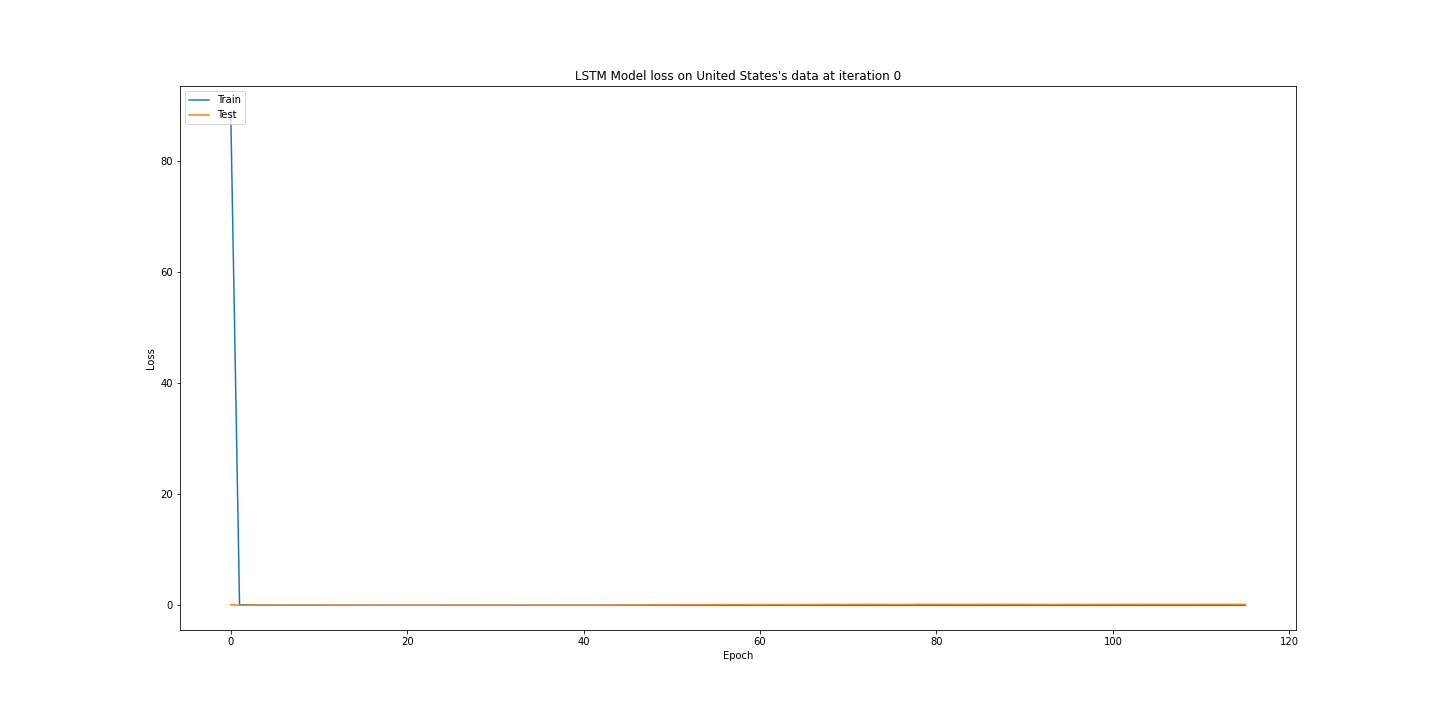 LSTM Model loss on United States's data at iteration 0
Train
Test
80
60
40
20
0
Loss
0 20 40 60 80 100 120
Epoch